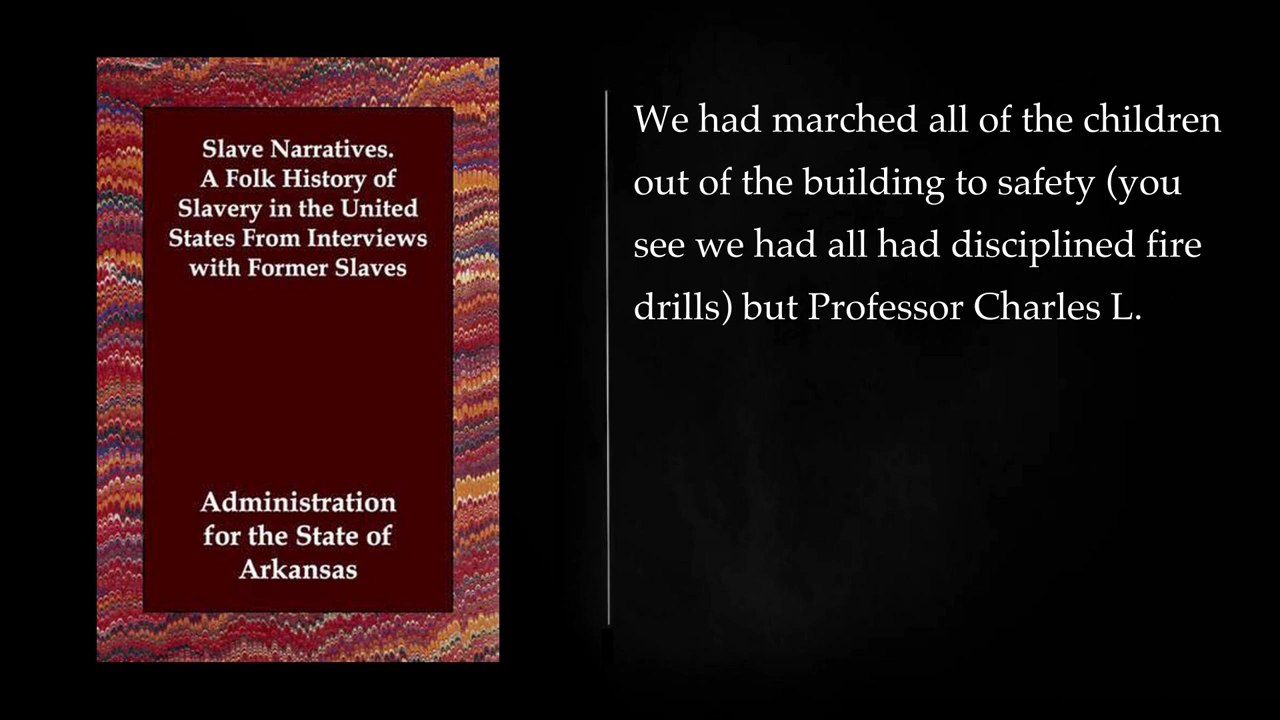 Slave Narratives.
A Folk History of
Slavery in the United
States From Interviews
with Former Slaves
Administration
for the State of
Arkansas
We had marched all of the children
out of the building to safety (you
see we had all had disciplined fire
drills) but Professor Charles L.